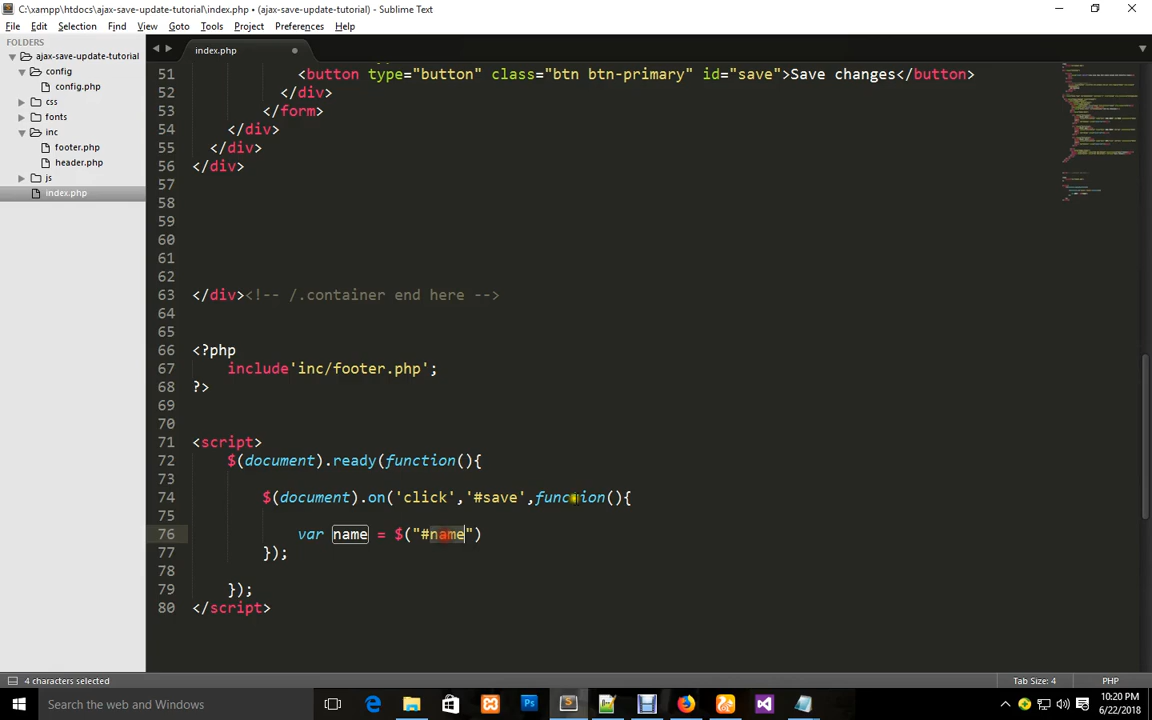 C:\xampp\htdocs\ajax-save-update-tutorial\index.php • (ajax-save-update-tutorial) - Sublime Text
File Edit Selection Find View Goto Tools Project Preferences Help
FOLDERS
ajax-save-update-tutorial
config
config.php
css
fonts
inc
footer.php
header.php
js
index.php
index.php
51 <button type="button" class="btn btn-primary" id="save">Save changes</button>
52 </div>
53 </form>
54 </div>
55 </div>
56 </div>
57
58
59
60
61
62
63 </div><!-- /.container end here -->
64
65
66 <?php
67 include'inc/footer.php';
68 ?>
69
70
71 <script>
72 $(document).ready(function(){
73
74 $(document).on('click','#save',function(){
75
76 var name = $("#name")
77 });
78
79 });
80 </script>
4 characters selected
Tab Size: 4
PHP
Search the web and Windows
10:20 PM
6/22/2018